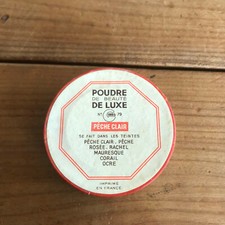 POUDRE
DE BEAUTÉ
DE LUXE
N° 75
PÊCHE CLAIR
SE FAIT DANS LES TEINTES
PÊCHE CLAIR. PÊCHE
ROSÉE. RACHEL
MAURESQUE
CORAIL
OCRE
IMPRIMÉ
EN FRANCE